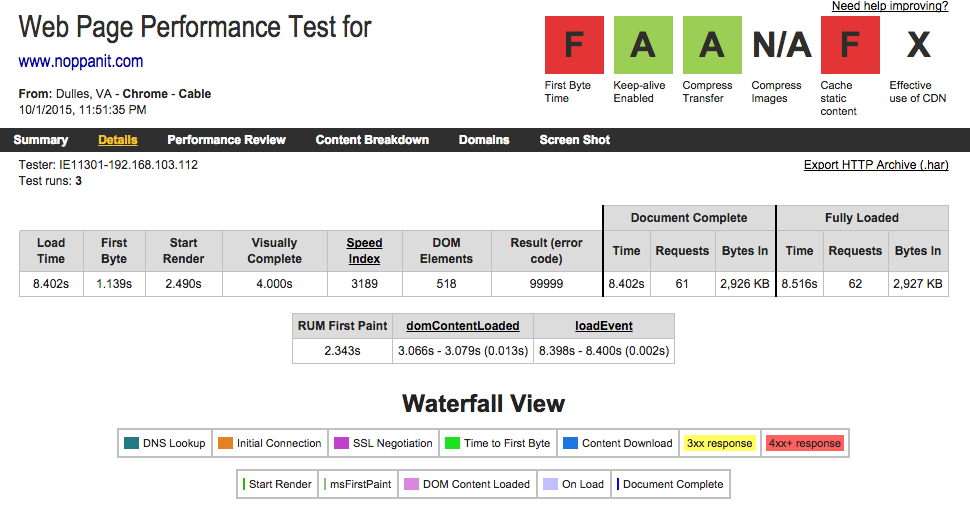 Need help improving?
Web Page Performance Test for
www.noppanit.com
From: Dulles, VA - Chrome - Cable
10/1/2015, 11:51:35 PM
F A A N/A F X
First Byte Time
Keep-alive Enabled
Compress Transfer
Compress Images
Cache static content
Effective use of CDN
Summary Details Performance Review Content Breakdown Domains Screen Shot
Tester: IE11301-192.168.103.112
Export HTTP Archive (.har)
Test runs: 3
Document Complete Fully Loaded
Load Time First Byte Start Render Visually Complete Speed Index DOM Elements Result (error code) Time Requests Bytes In Time Requests Bytes In
8.402s 1.139s 2.490s 4.000s 3189 518 99999 8.402s 61 2,926 KB 8.516s 62 2,927 KB
RUM First Paint domContentLoaded loadEvent
2.343s 3.066s - 3.079s (0.013s) 8.398s - 8.400s (0.002s)
Waterfall View
DNS Lookup Initial Connection SSL Negotiation Time to First Byte Content Download 3xx response 4xx+ response
Start Render msFirstPaint DOM Content Loaded On Load Document Complete